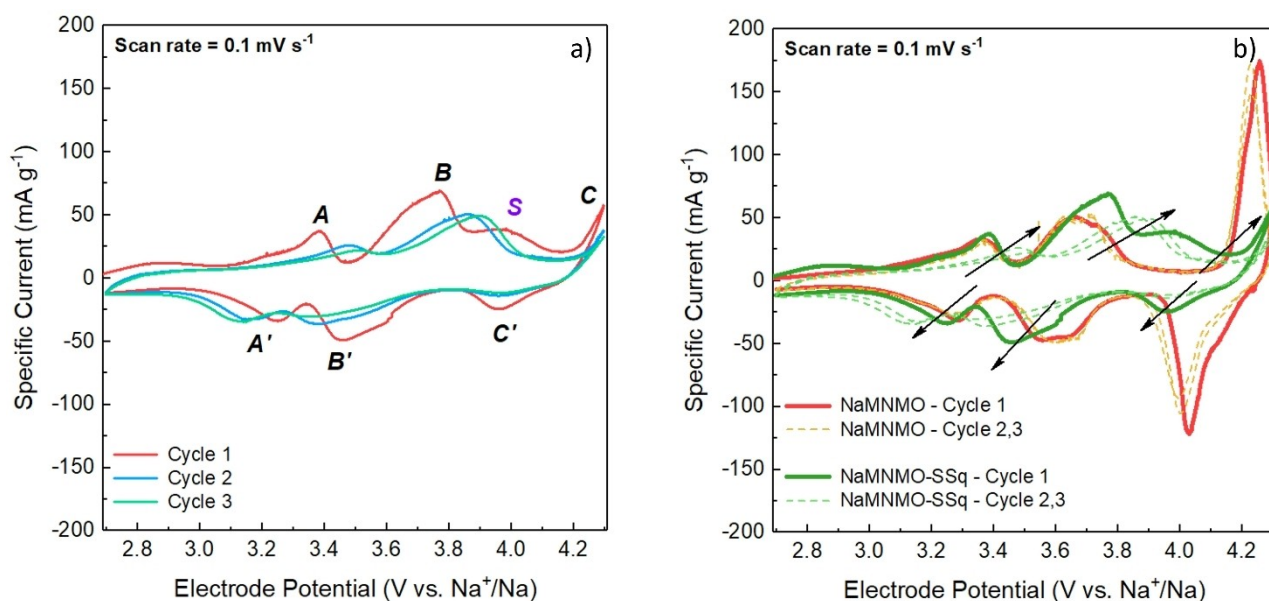 Scan rate = 0.1 mV s⁻¹
a)
200
150
100
50
0
-50
-100
-150
-200
Specific Current (mA g⁻¹)
A
B
S
C
A'
B'
C'
Cycle 1
Cycle 2
Cycle 3
2.8 3.0 3.2 3.4 3.6 3.8 4.0 4.2
Electrode Potential (V vs. Na⁺/Na)
Scan rate = 0.1 mV s⁻¹
b)
200
150
100
50
0
-50
-100
-150
-200
Specific Current (mA g⁻¹)
NaMNMO - Cycle 1
NaMNMO - Cycle 2,3
NaMNMO-SSq - Cycle 1
NaMNMO-SSq - Cycle 2,3
2.8 3.0 3.2 3.4 3.6 3.8 4.0 4.2
Electrode Potential (V vs. Na⁺/Na)